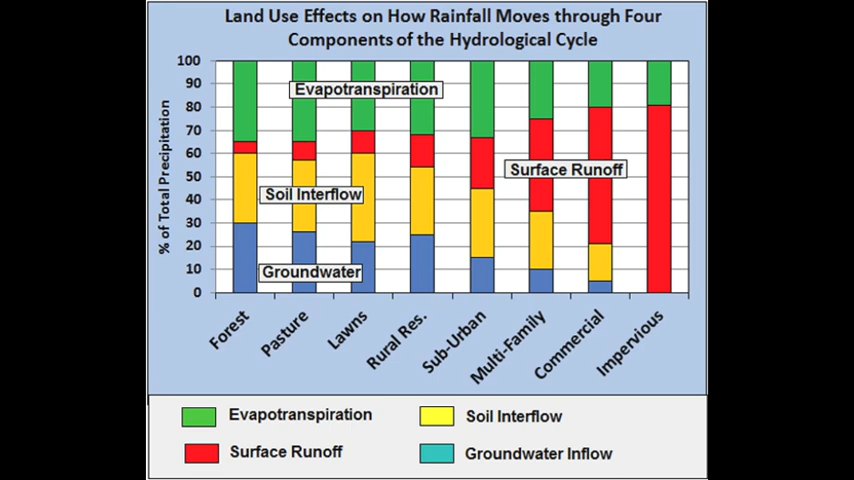 Land Use Effects on How Rainfall Moves through Four
Components of the Hydrological Cycle
% of Total Precipitation
100
90
80
70
60
50
40
30
20
10
0
Evapotranspiration
Surface Runoff
Soil Interflow
Groundwater
Forest
Pasture
Lawns
Rural Res.
Sub-Urban
Multi-Family
Commercial
Impervious
Evapotranspiration
Soil Interflow
Surface Runoff
Groundwater Inflow